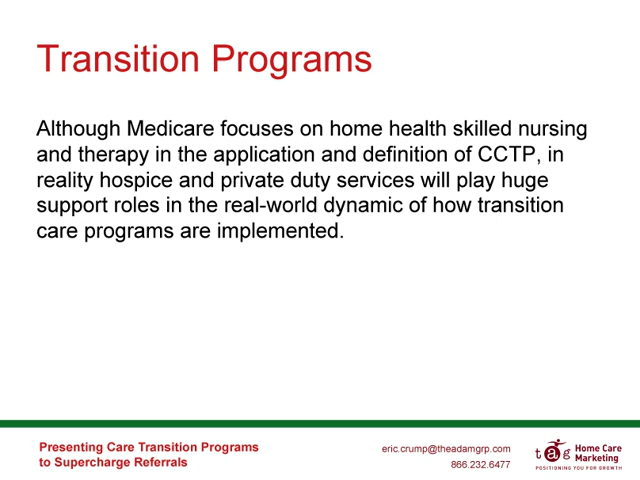 Transition Programs
Although Medicare focuses on home health skilled nursing
and therapy in the application and definition of CCTP, in
reality hospice and private duty services will play huge
support roles in the real-world dynamic of how transition
care programs are implemented.
Presenting Care Transition Programs
to Supercharge Referrals
eric.crump@theadamgrp.com
866.232.6477
tag
Home Care
Marketing
POSITIONING YOU FOR GROWTH